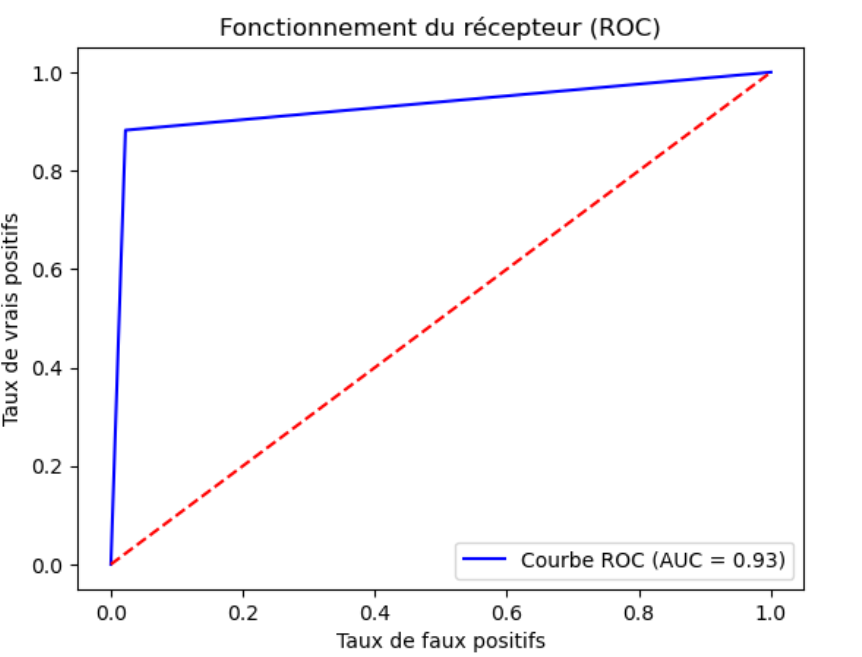 Fonctionnement du récepteur (ROC)
1.0
0.8
0.6
0.4
0.2
0.0
Taux de vrais positifs
Courbe ROC (AUC = 0.93)
0.0 0.2 0.4 0.6 0.8 1.0
Taux de faux positifs